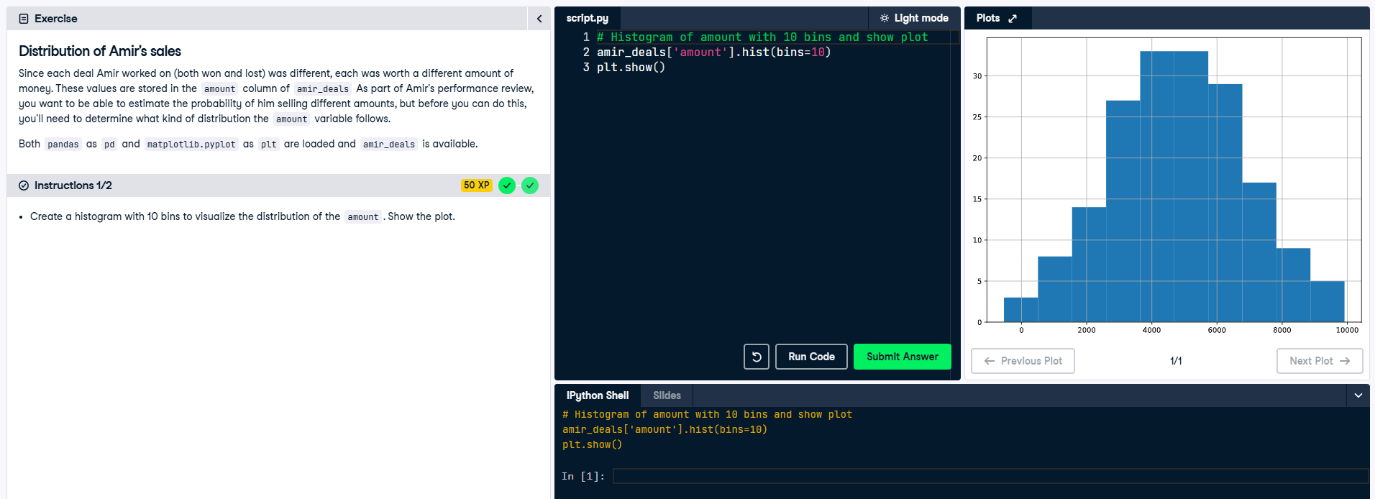 Exercise
Distribution of Amir's sales
Since each deal Amir worked on (both won and lost) was different, each was worth a different amount of
money. These values are stored in the amount column of amir_deals As part of Amir's performance review,
you want to be able to estimate the probability of him selling different amounts, but before you can do this,
you'll need to determine what kind of distribution the amount variable follows.
Both pandas as pd and matplotlib.pyplot as plt are loaded and amir_deals is available.
Instructions 1/2
50 XP
Create a histogram with 10 bins to visualize the distribution of the amount . Show the plot.
script.py
Light mode
1 # Histogram of amount with 10 bins and show plot
2 amir_deals['amount'].hist(bins=10)
3 plt.show()
Run Code
Submit Answer
Plots
30
25
20
15
10
5
0
0 2000 4000 6000 8000 10000
Previous Plot
1/1
Next Plot
IPython Shell
Slides
# Histogram of amount with 10 bins and show plot
amir_deals['amount'].hist(bins=10)
plt.show()
In [1]: